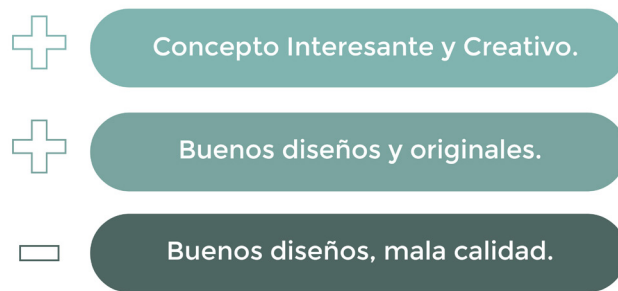 Concepto Interesante y Creativo.
Buenos diseños y originales.
Buenos diseños, mala calidad.